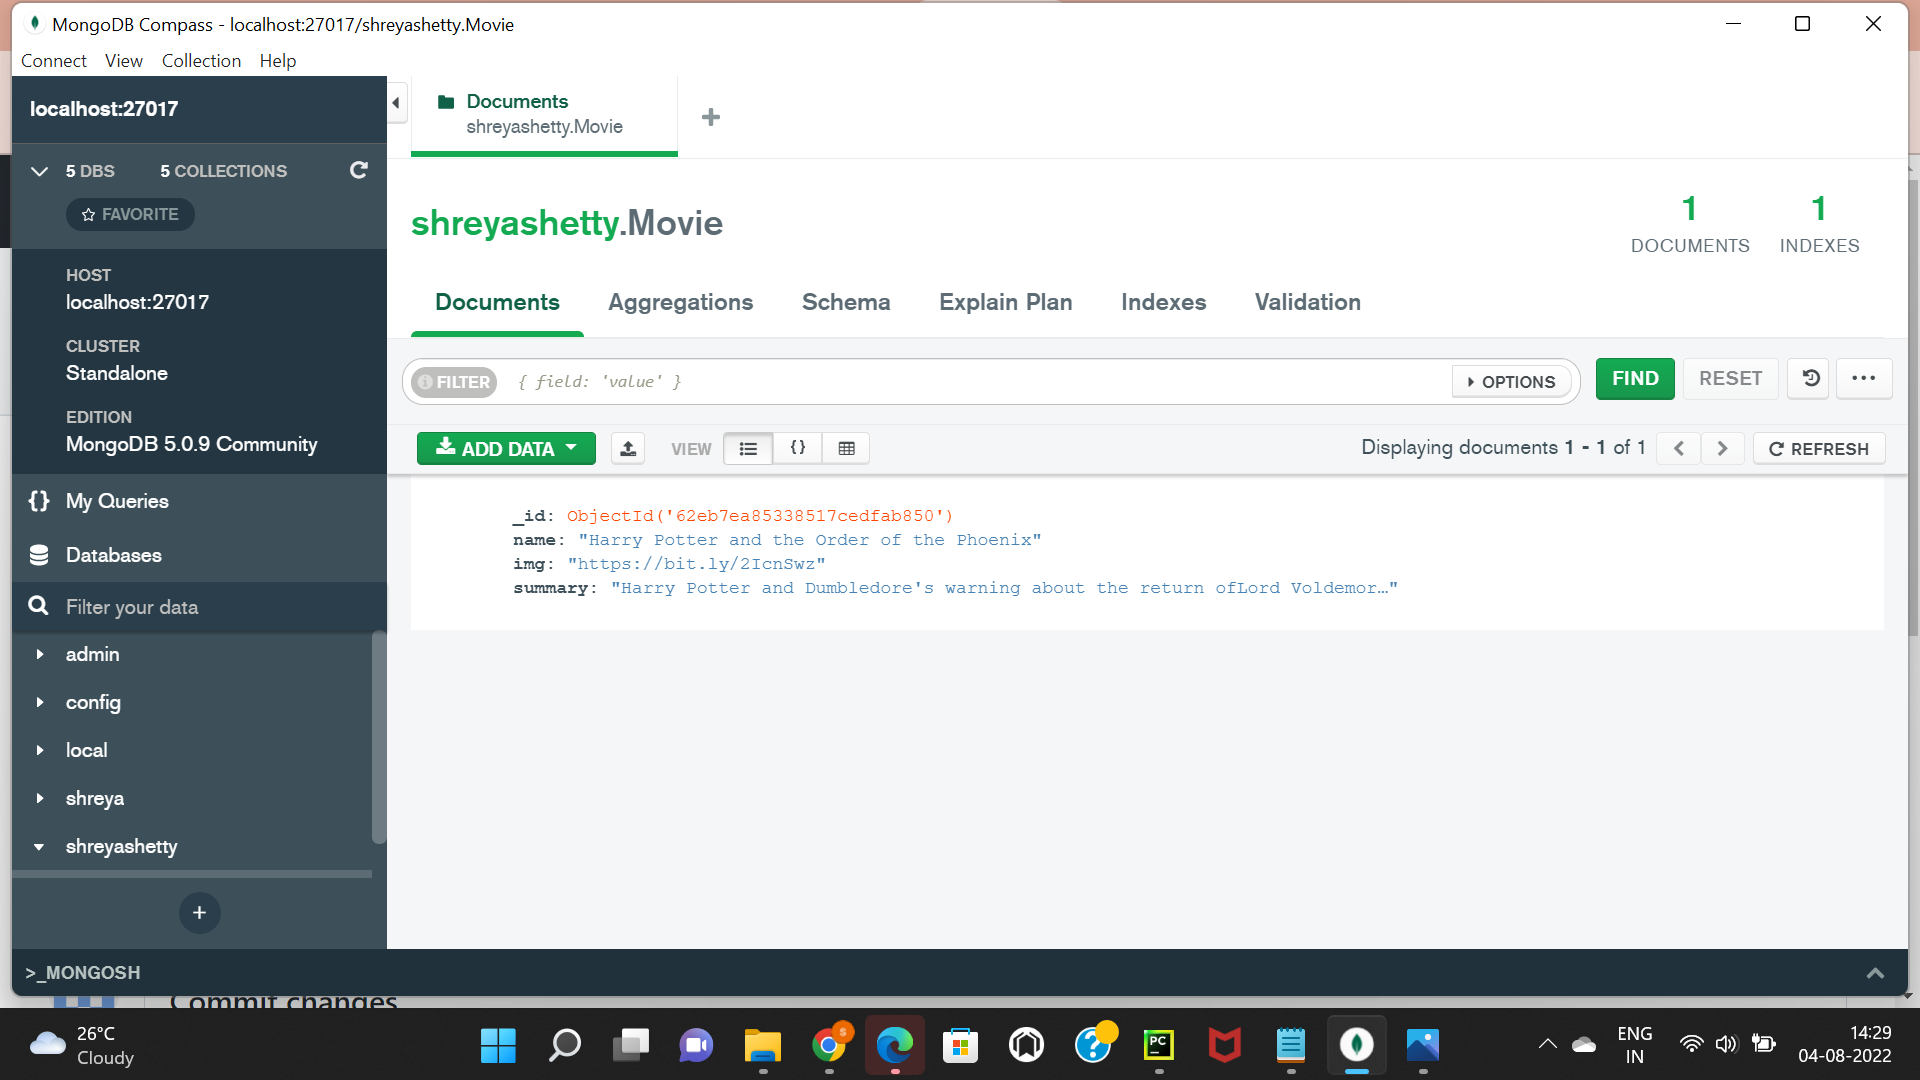 MongoDB Compass - localhost:27017/shreyashetty.Movie
Connect View Collection Help
localhost:27017
5 DBS 5 COLLECTIONS
FAVORITE
HOST
localhost:27017
CLUSTER
Standalone
EDITION
MongoDB 5.0.9 Community
{} My Queries
Databases
Filter your data
admin
config
local
shreya
shreyashetty
+
Documents
shreyashetty.Movie
+
shreyashetty.Movie
1
DOCUMENTS
1
INDEXES
Documents Aggregations Schema Explain Plan Indexes Validation
FILTER { field: 'value' }
OPTIONS
FIND RESET ...
ADD DATA VIEW {} Displaying documents 1 - 1 of 1 REFRESH
_id: ObjectId('62eb7ea85338517cedfab850')
name: "Harry Potter and the Order of the Phoenix"
img: "https://bit.ly/2IcnSwz"
summary: "Harry Potter and Dumbledore's warning about the return ofLord Voldemor…"
>_MONGOSH
Commit changes
26°C
Cloudy
S
PC
ENG
IN
14:29
04-08-2022